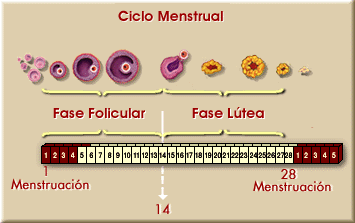 Ciclo Menstrual
Fase Folicular Fase Lútea
1 2 3 4 5 6 7 8 9 10 11 12 13 14 15 16 17 18 19 20 21 22 23 24 25 26 27 28 1 2 3 4 5
1 28
Menstruación Menstruación
14